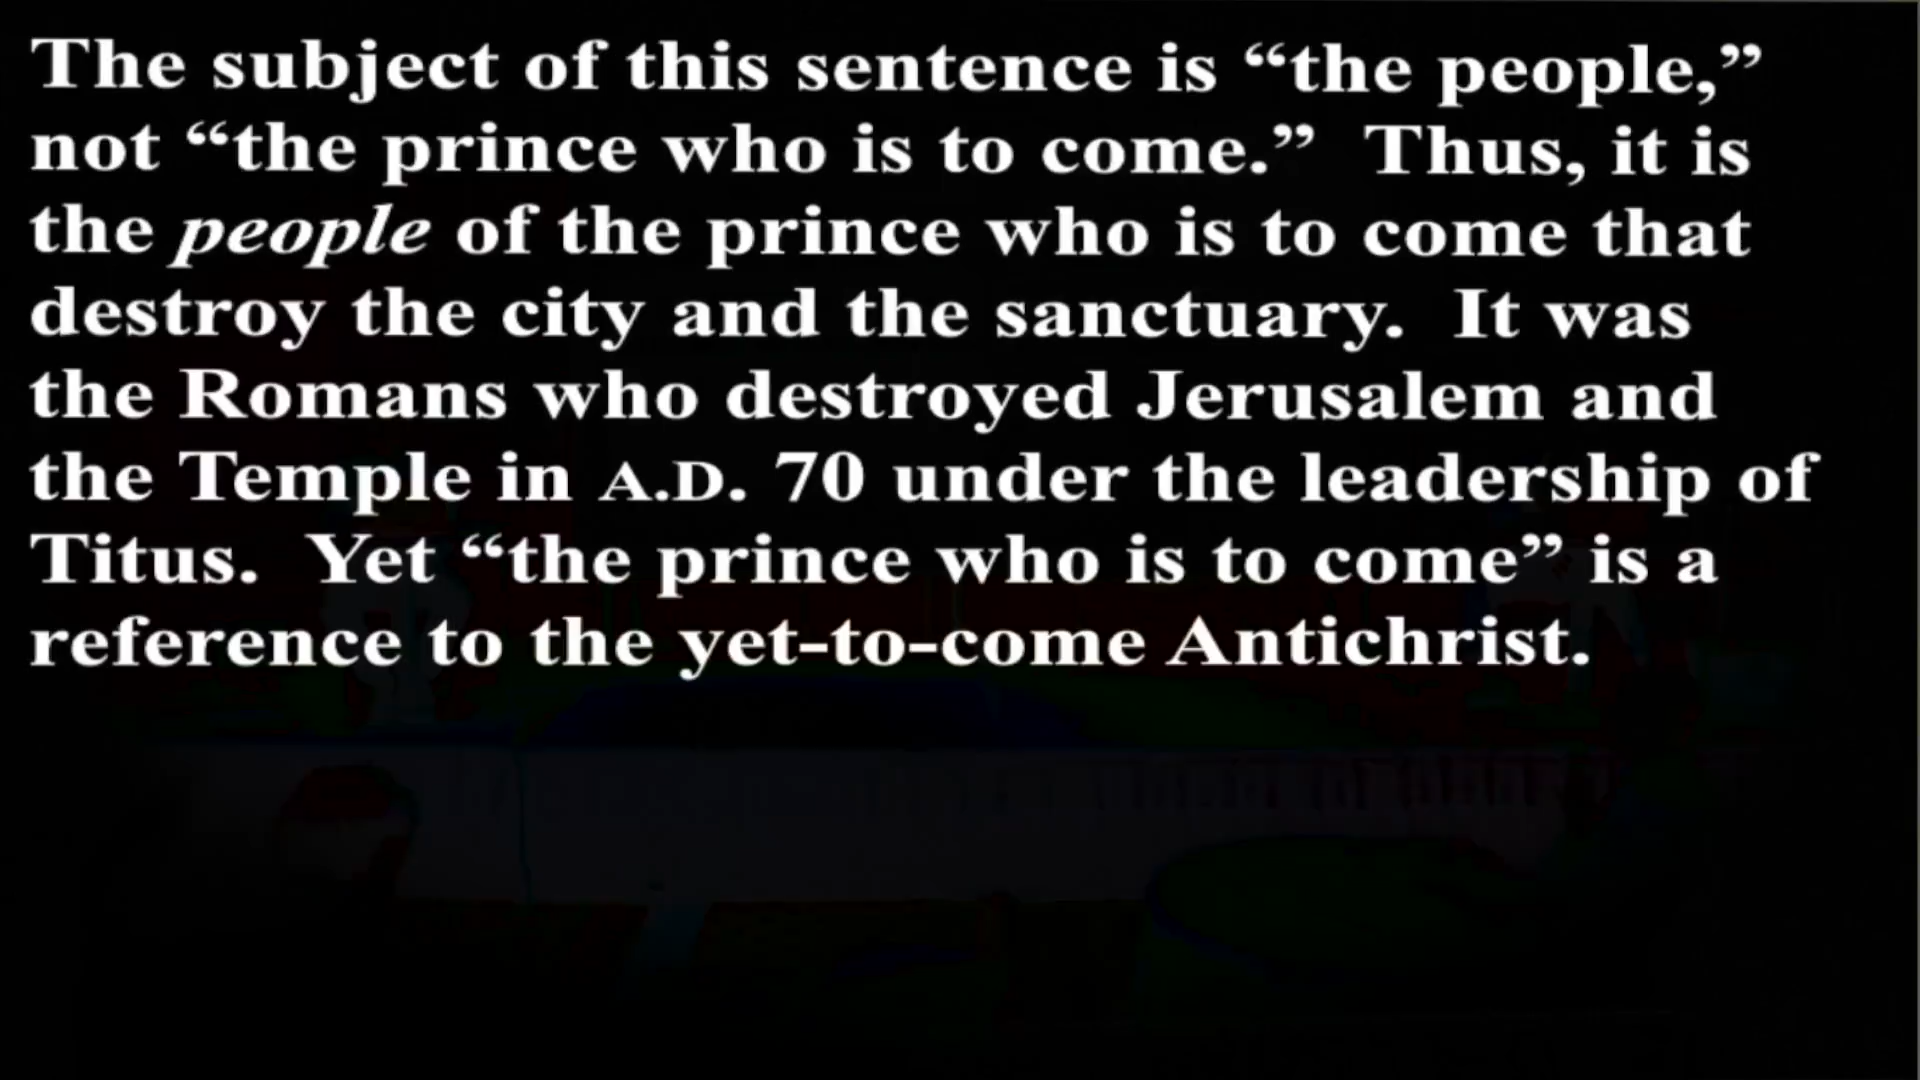 The subject of this sentence is “the people,”
not “the prince who is to come.”  Thus, it is
the people of the prince who is to come that
destroy the city and the sanctuary.  It was
the Romans who destroyed Jerusalem and
the Temple in A.D. 70 under the leadership of
Titus.  Yet “the prince who is to come” is a
reference to the yet-to-come Antichrist.